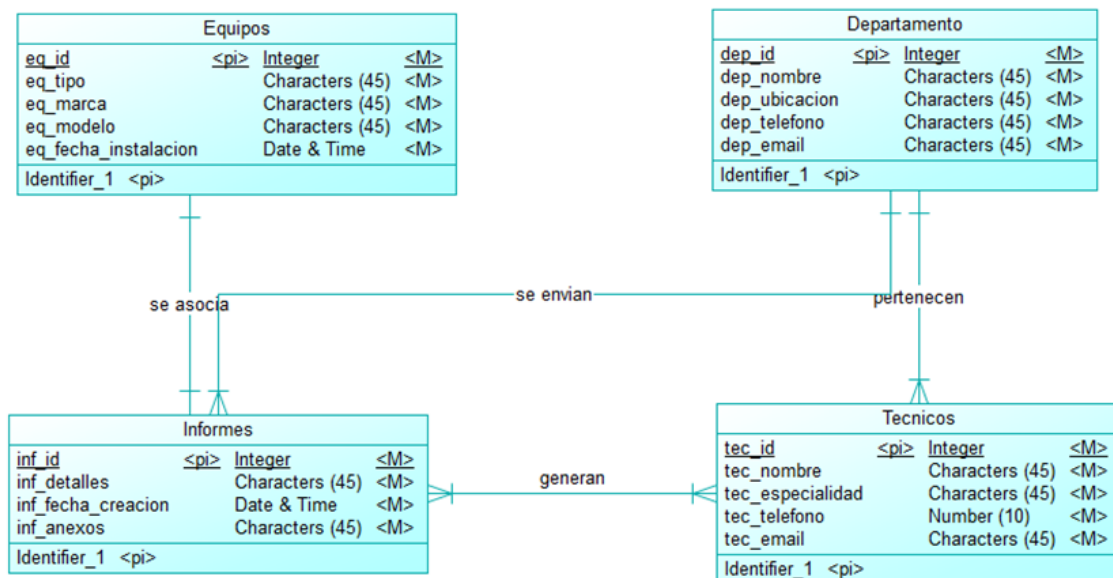 Equipos
eq_id <pi> Integer <M>
eq_tipo Characters (45) <M>
eq_marca Characters (45) <M>
eq_modelo Characters (45) <M>
eq_fecha_instalacion Date & Time <M>
Identifier_1 <pi>
Departamento
dep_id <pi> Integer <M>
dep_nombre Characters (45) <M>
dep_ubicacion Characters (45) <M>
dep_telefono Characters (45) <M>
dep_email Characters (45) <M>
Identifier_1 <pi>
se asocia
se envian
pertenecen
Informes
inf_id <pi> Integer <M>
inf_detalles Characters (45) <M>
inf_fecha_creacion Date & Time <M>
inf_anexos Characters (45) <M>
Identifier_1 <pi>
generan
Tecnicos
tec_id <pi> Integer <M>
tec_nombre Characters (45) <M>
tec_especialidad Characters (45) <M>
tec_telefono Number (10) <M>
tec_email Characters (45) <M>
Identifier_1 <pi>